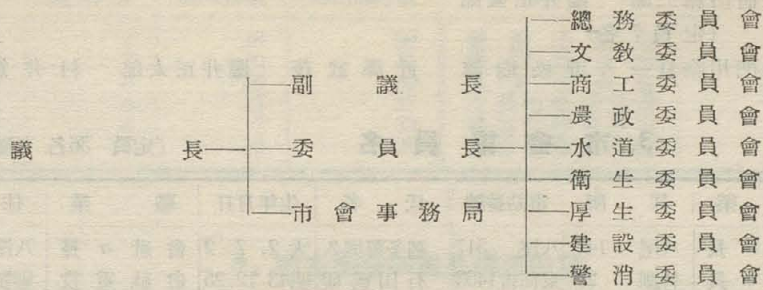 議長
副議長
委員長
市會事務局
總務委員會
文教委員會
商工委員會
農政委員會
水道委員會
衛生委員會
厚生委員會
建設委員會
警消委員會